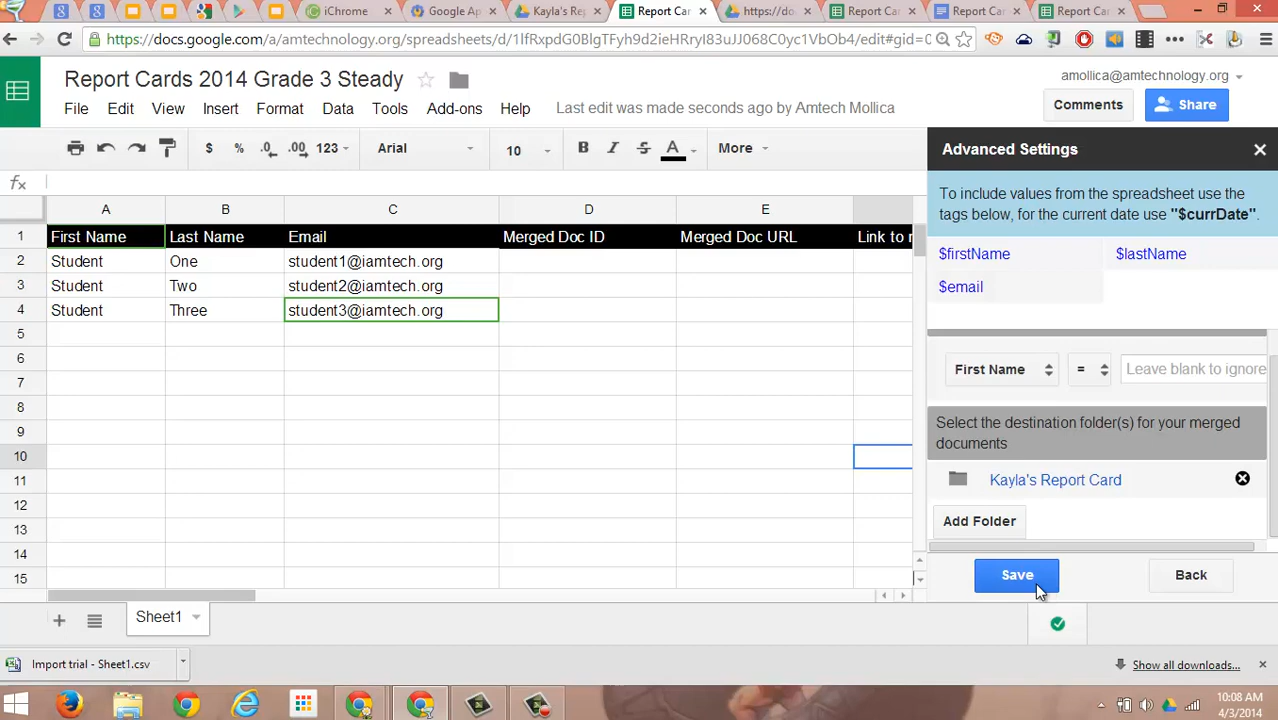 iChrome
Google Ap
Kayla's Rep
Report Car
https://do
Report Car
Report Car
Report Car
https://docs.google.com/a/amtechnology.org/spreadsheets/d/
Report Cards 2014 Grade 3 Steady
amollica@amtechnology.org
File Edit View Insert Format Data Tools Add-ons Help Last edit was made seconds ago by Amtech Mollica
Comments Share
$ % .0 .00 123 Arial 10 B I S A More
Advanced Settings
fx
To include values from the spreadsheet use the
tags below, for the current date use "$currDate".
A B C D E
1 First Name Last Name Email Merged Doc ID Merged Doc URL Link to
2 Student One student1@iamtech.org
3 Student Two student2@iamtech.org
4 Student Three student3@iamtech.org
5
6
7
8
9
10
11
12
13
14
15
$firstName $lastName
$email
First Name = Leave blank to ignore
Select the destination folder(s) for your merged
documents
Kayla's Report Card
Add Folder
Save Back
Sheet1
Import trial - Sheet1.csv
Show all downloads...
10:08 AM
4/3/2014